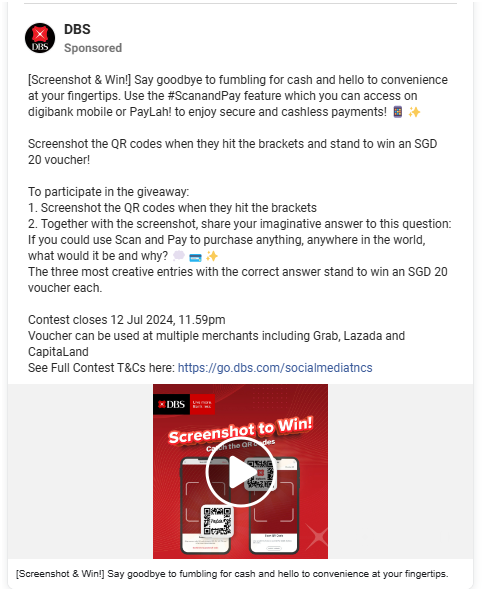 DBS
Sponsored
[Screenshot & Win!] Say goodbye to fumbling for cash and hello to convenience
at your fingertips. Use the #ScanandPay feature which you can access on
digibank mobile or PayLah! to enjoy secure and cashless payments! 📱 ✨
Screenshot the QR codes when they hit the brackets and stand to win an SGD
20 voucher!
To participate in the giveaway:
1. Screenshot the QR codes when they hit the brackets
2. Together with the screenshot, share your imaginative answer to this question:
If you could use Scan and Pay to purchase anything, anywhere in the world,
what would it be and why? 💭 💳 ✨
The three most creative entries with the correct answer stand to win an SGD 20
voucher each.
Contest closes 12 Jul 2024, 11.59pm
Voucher can be used at multiple merchants including Grab, Lazada and
CapitaLand
See Full Contest T&Cs here: https://go.dbs.com/socialmediatncs
DBS
Screenshot to Win!
the QR codes
[Screenshot & Win!] Say goodbye to fumbling for cash and hello to convenience at your fingertips.